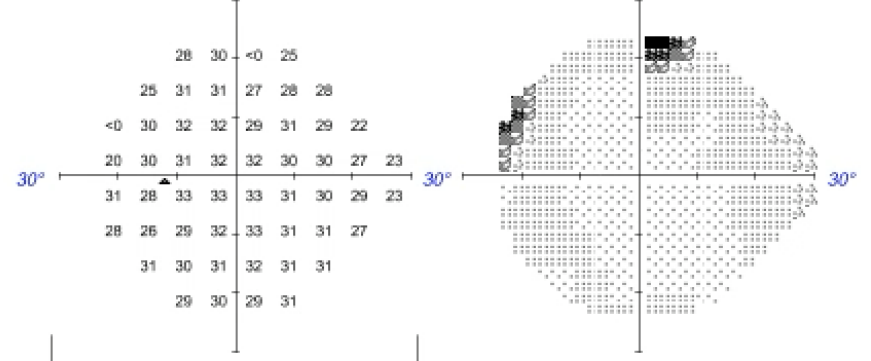 28 30 <0 25
25 31 31 27 28 28
<0 30 32 32 29 31 29 22
20 30 31 32 32 30 30 27 23
30° 30° 30°
31 28 33 33 33 31 30 29 23
28 26 29 32 33 31 31 27
31 30 31 32 31 31
29 30 29 31